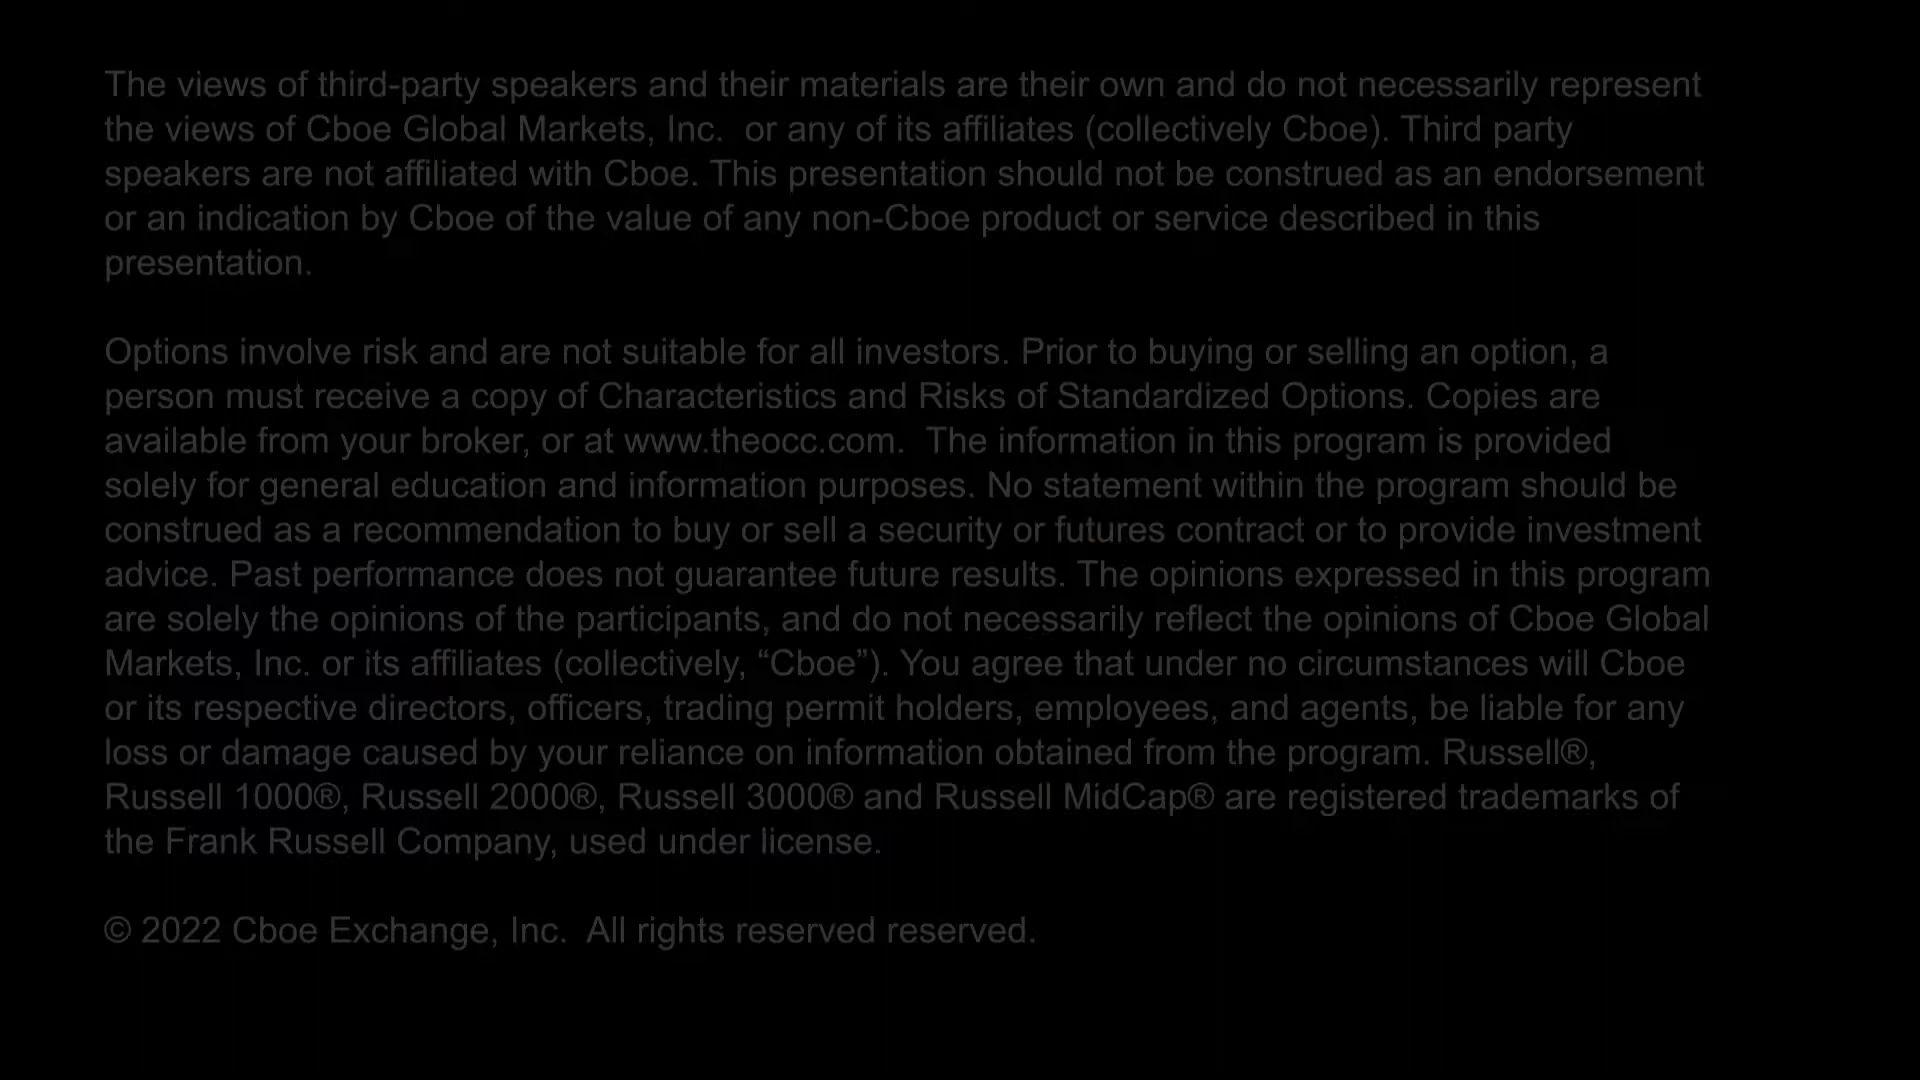 The views of third-party speakers and their materials are their own and do not necessarily represent
the views of Cboe Global Markets, Inc.  or any of its affiliates (collectively Cboe). Third party
speakers are not affiliated with Cboe. This presentation should not be construed as an endorsement
or an indication by Cboe of the value of any non-Cboe product or service described in this
presentation.
Options involve risk and are not suitable for all investors. Prior to buying or selling an option, a
person must receive a copy of Characteristics and Risks of Standardized Options. Copies are
available from your broker, or at www.theocc.com.  The information in this program is provided
solely for general education and information purposes. No statement within the program should be
construed as a recommendation to buy or sell a security or futures contract or to provide investment
advice. Past performance does not guarantee future results. The opinions expressed in this program
are solely the opinions of the participants, and do not necessarily reflect the opinions of Cboe Global
Markets, Inc. or its affiliates (collectively, “Cboe”). You agree that under no circumstances will Cboe
or its respective directors, officers, trading permit holders, employees, and agents, be liable for any
loss or damage caused by your reliance on information obtained from the program. Russell®,
Russell 1000®, Russell 2000®, Russell 3000® and Russell MidCap® are registered trademarks of
the Frank Russell Company, used under license.
© 2022 Cboe Exchange, Inc.  All rights reserved reserved.